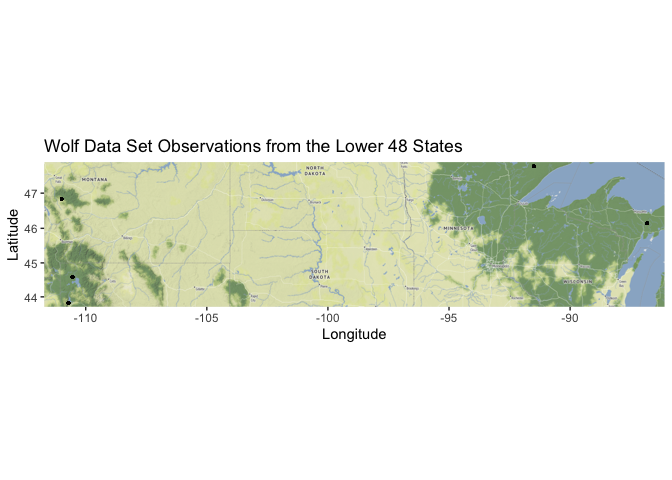 Wolf Data Set Observations from the Lower 48 States
NORTH
DAKOTA
MONTANA
MINNESOTA
SOUTH
DAKOTA
WISCONSIN
47
46
45
44
Latitude
-110
-105
-100
-95
-90
Longitude